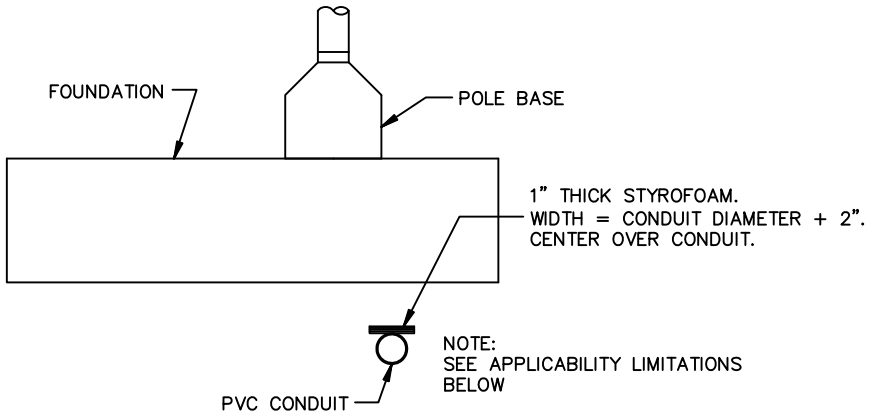 FOUNDATION
POLE BASE
1” THICK STYROFOAM.
WIDTH = CONDUIT DIAMETER + 2”.
CENTER OVER CONDUIT.
NOTE:
SEE APPLICABILITY LIMITATIONS
BELOW
PVC CONDUIT